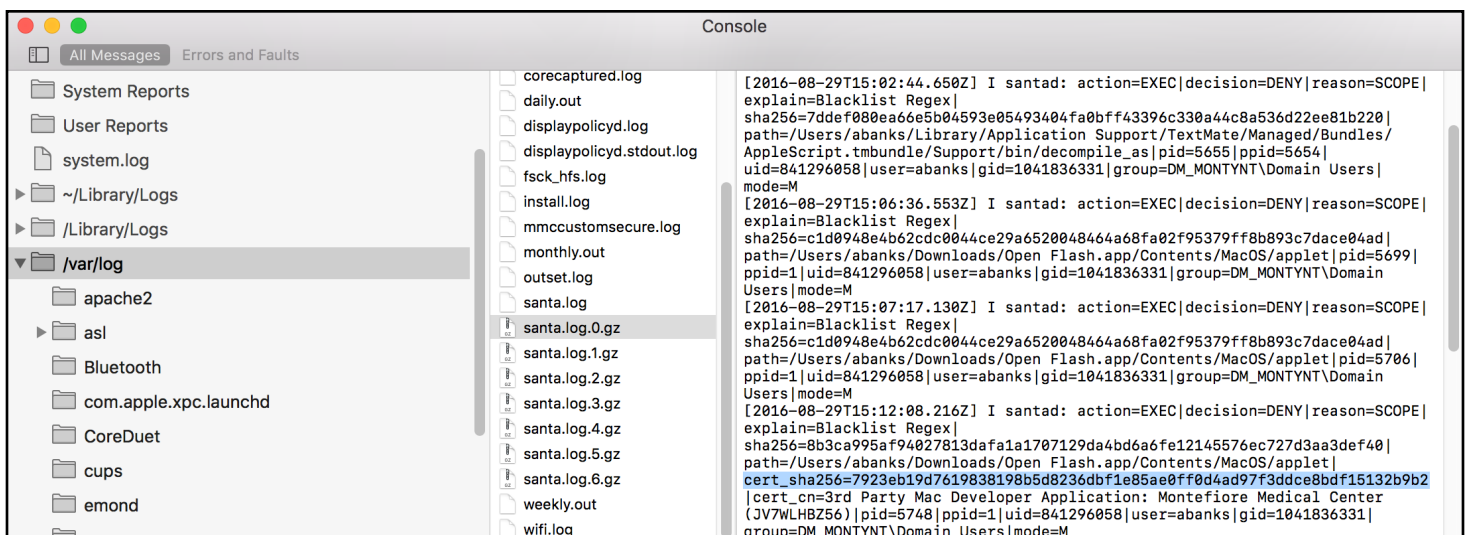 Console
All Messages Errors and Faults
System Reports
User Reports
system.log
~/Library/Logs
/Library/Logs
/var/log
apache2
asl
Bluetooth
com.apple.xpc.launchd
CoreDuet
cups
emond
corecaptured.log
daily.out
displaypolicyd.log
displaypolicyd.stdout.log
fsck_hfs.log
install.log
mmccustomsecure.log
monthly.out
outset.log
santa.log
santa.log.0.gz
santa.log.1.gz
santa.log.2.gz
santa.log.3.gz
santa.log.4.gz
santa.log.5.gz
santa.log.6.gz
weekly.out
wifi.log
[2016-08-29T15:02:44.650Z] I santad: action=EXEC|decision=DENY|reason=SCOPE|
explain=Blacklist Regex|
sha256=7ddef080ea66e5b04593e05493404fa0bff43396c330a44c8a536d22ee81b220|
path=/Users/abanks/Library/Application Support/TextMate/Managed/Bundles/
AppleScript.tmbundle/Support/bin/decompile_as|pid=5655|ppid=5654|
uid=841296058|user=abanks|gid=1041836331|group=DM_MONTYNT\Domain Users|
mode=M
[2016-08-29T15:06:36.553Z] I santad: action=EXEC|decision=DENY|reason=SCOPE|
explain=Blacklist Regex|
sha256=c1d0948e4b62cdc0044ce29a6520048464a68fa02f95379ff8b893c7dace04ad|
path=/Users/abanks/Downloads/Open Flash.app/Contents/MacOS/applet|pid=5699|
ppid=1|uid=841296058|user=abanks|gid=1041836331|group=DM_MONTYNT\Domain
Users|mode=M
[2016-08-29T15:07:17.130Z] I santad: action=EXEC|decision=DENY|reason=SCOPE|
explain=Blacklist Regex|
sha256=c1d0948e4b62cdc0044ce29a6520048464a68fa02f95379ff8b893c7dace04ad|
path=/Users/abanks/Downloads/Open Flash.app/Contents/MacOS/applet|pid=5706|
ppid=1|uid=841296058|user=abanks|gid=1041836331|group=DM_MONTYNT\Domain
Users|mode=M
[2016-08-29T15:12:08.216Z] I santad: action=EXEC|decision=DENY|reason=SCOPE|
explain=Blacklist Regex|
sha256=8b3ca995af94027813dafa1a1707129da4bd6a6fe12145576ec727d3aa3def40|
path=/Users/abanks/Downloads/Open Flash.app/Contents/MacOS/applet|
cert_sha256=7923eb19d7619838198b5d8236dbf1e85ae0ff0d4ad97f3ddce8bdf15132b9b2
|cert_cn=3rd Party Mac Developer Application: Montefiore Medical Center
(JV7WLHBZ56)|pid=5748|ppid=1|uid=841296058|user=abanks|gid=1041836331|
group=DM_MONTYNT\Domain Users|mode=M